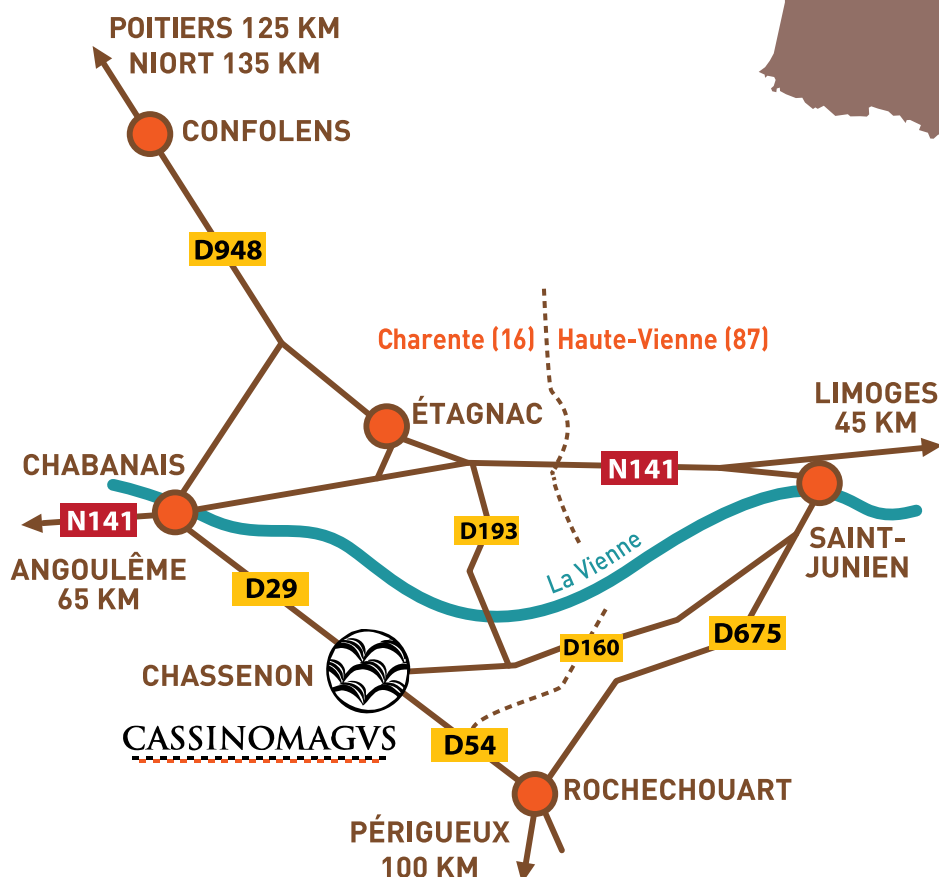 POITIERS 125 KM
NIORT 135 KM
CONFOLENS
D948
Charente (16)
Haute-Vienne (87)
ÉTAGNAC
LIMOGES
45 KM
CHABANAIS
N141
N141
D193
ANGOULÊME
65 KM
D29
La Vienne
SAINT-
JUNIEN
D160
D675
CHASSENON
CASSINOMAGVS
D54
ROCHECHOUART
PÉRIGUEUX
100 KM